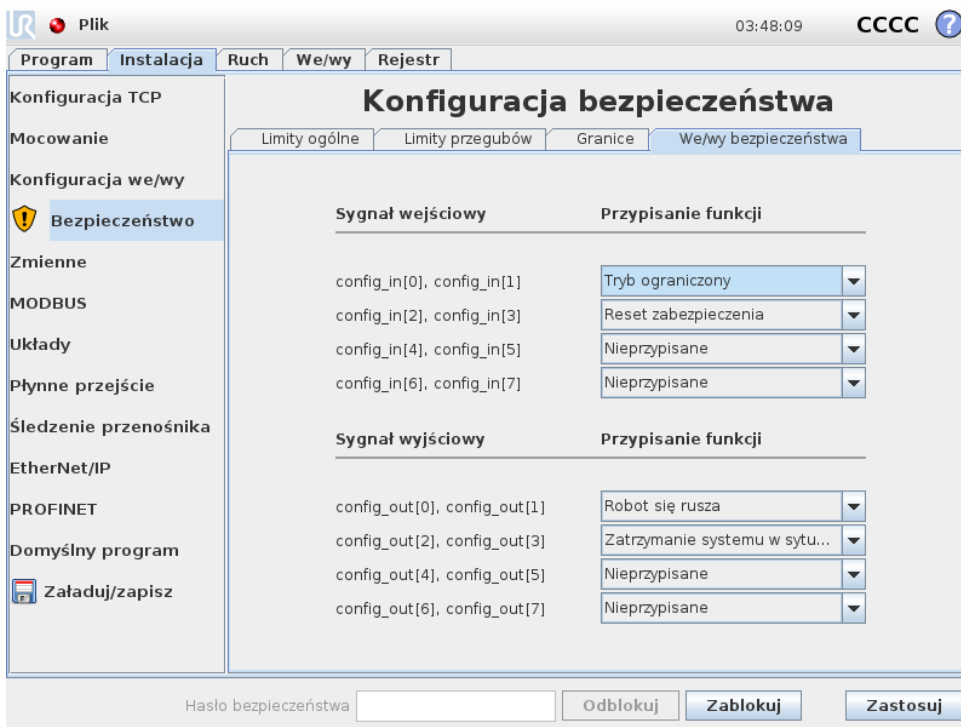 UR Plik 03:48:09 CCCC ?
Program Instalacja Ruch We/wy Rejestr
Konfiguracja TCP
Mocowanie
Konfiguracja we/wy
Bezpieczeństwo
Zmienne
MODBUS
Układy
Płynne przejście
Śledzenie przenośnika
EtherNet/IP
PROFINET
Domyślny program
Załaduj/zapisz
Konfiguracja bezpieczeństwa
Limity ogólne Limity przegubów Granice We/wy bezpieczeństwa
Sygnał wejściowy Przypisanie funkcji
config_in[0], config_in[1] Tryb ograniczony
config_in[2], config_in[3] Reset zabezpieczenia
config_in[4], config_in[5] Nieprzypisane
config_in[6], config_in[7] Nieprzypisane
Sygnał wyjściowy Przypisanie funkcji
config_out[0], config_out[1] Robot się rusza
config_out[2], config_out[3] Zatrzymanie systemu w sytu...
config_out[4], config_out[5] Nieprzypisane
config_out[6], config_out[7] Nieprzypisane
Hasło bezpieczeństwa Odblokuj Zablokuj Zastosuj